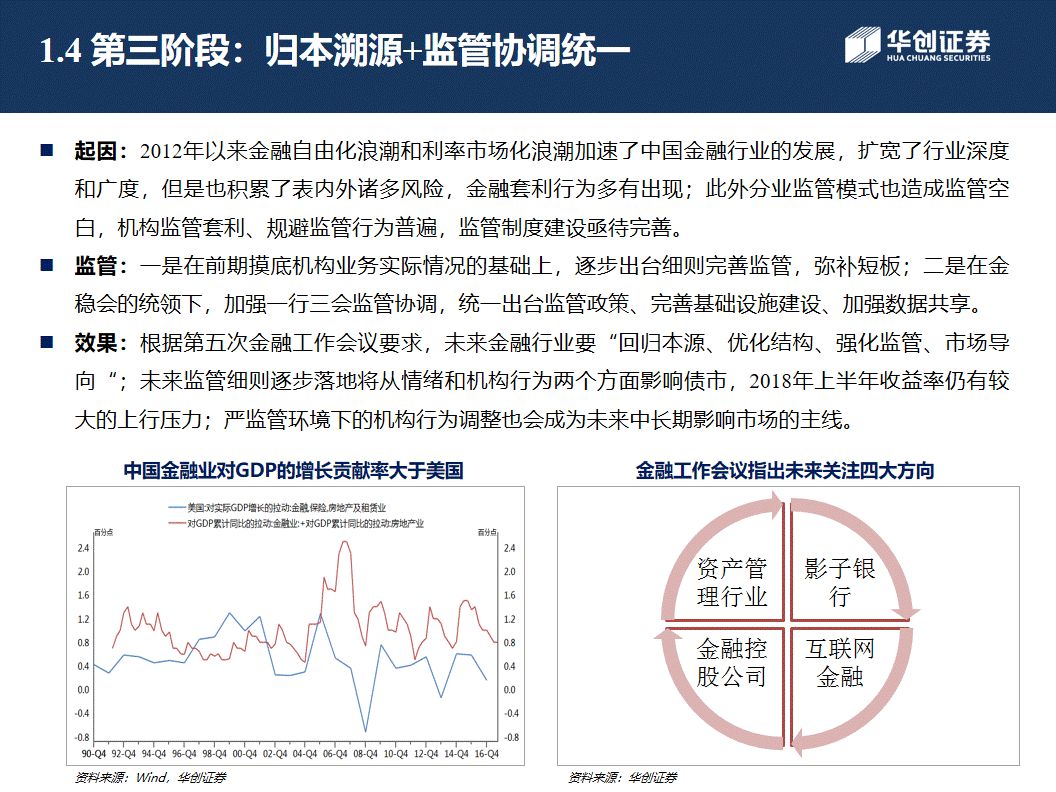 1.4 第三阶段：归本溯源+监管协调统一
华创证券
HUA CHUANG SECURITIES
起因：2012年以来金融自由化浪潮和利率市场化浪潮加速了中国金融行业的发展，扩宽了行业深度
和广度，但是也积累了表内外诸多风险，金融套利行为多有出现；此外分业监管模式也造成监管空
白，机构监管套利、规避监管行为普遍，监管制度建设亟待完善。
监管：一是在前期摸底机构业务实际情况的基础上，逐步出台细则完善监管，弥补短板；二是在金
稳会的统领下，加强一行三会监管协调，统一出台监管政策、完善基础设施建设、加强数据共享。
效果：根据第五次金融工作会议要求，未来金融行业要“回归本源、优化结构、强化监管、市场导
向“；未来监管细则逐步落地将从情绪和机构行为两个方面影响债市，2018年上半年收益率仍有较
大的上行压力；严监管环境下的机构行为调整也会成为未来中长期影响市场的主线。
中国金融业对GDP的增长贡献率大于美国
美国:对实际GDP增长的拉动:金融,保险,房地产及租赁业
对GDP累计同比的拉动:金融业:+对GDP累计同比的拉动:房地产业
百分点 百分点
2.4 2.4
2.0 2.0
1.6 1.6
1.2 1.2
0.8 0.8
0.4 0.4
0.0 0.0
-0.4 -0.4
-0.8 -0.8
90-Q4 92-Q4 94-Q4 96-Q4 98-Q4 00-Q4 02-Q4 04-Q4 06-Q4 08-Q4 10-Q4 12-Q4 14-Q4 16-Q4
资料来源：Wind，华创证券
金融工作会议指出未来关注四大方向
资产管
理行业
影子银
行
金融控
股公司
互联网
金融
资料来源：华创证券